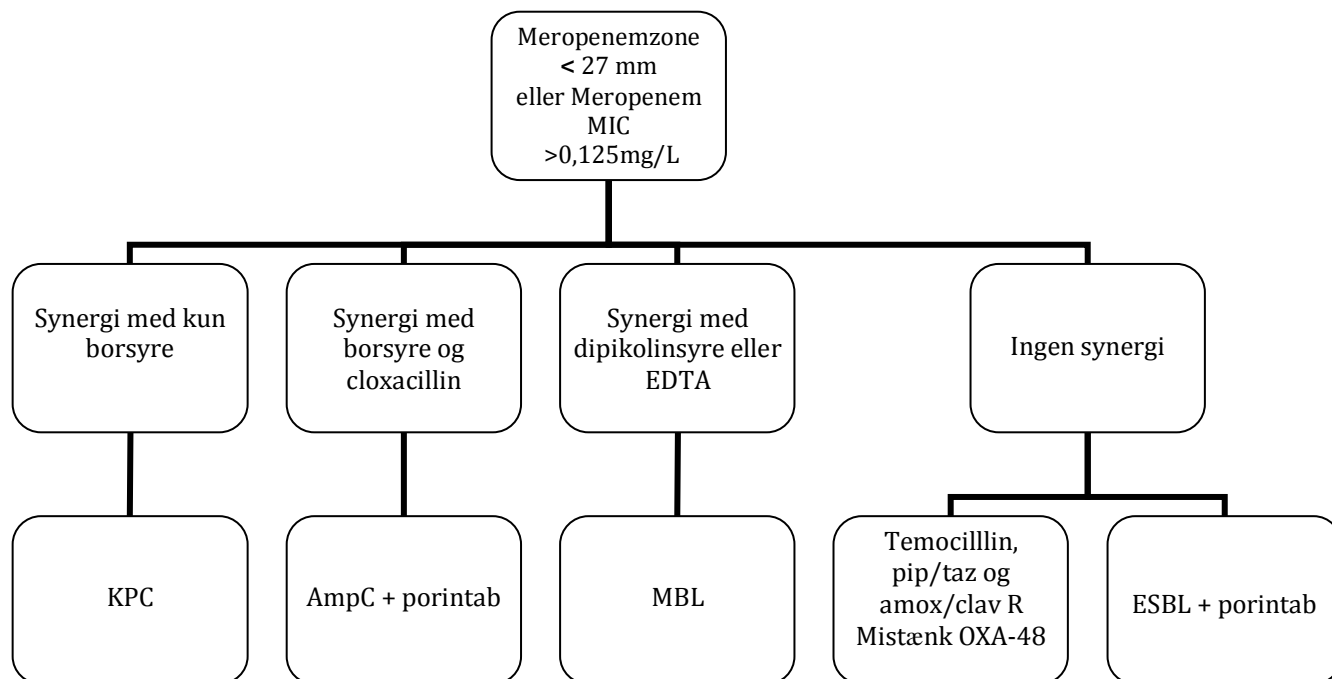 Meropenemzone
< 27 mm
eller Meropenem
MIC
>0,125mg/L
Synergi med kun
borsyre
Synergi med
borsyre og
cloxacillin
Synergi med
dipikolinsyre eller
EDTA
Ingen synergi
KPC
AmpC + porintab
MBL
Temocilllin,
pip/taz og
amox/clav R
Mistænk OXA-48
ESBL + porintab